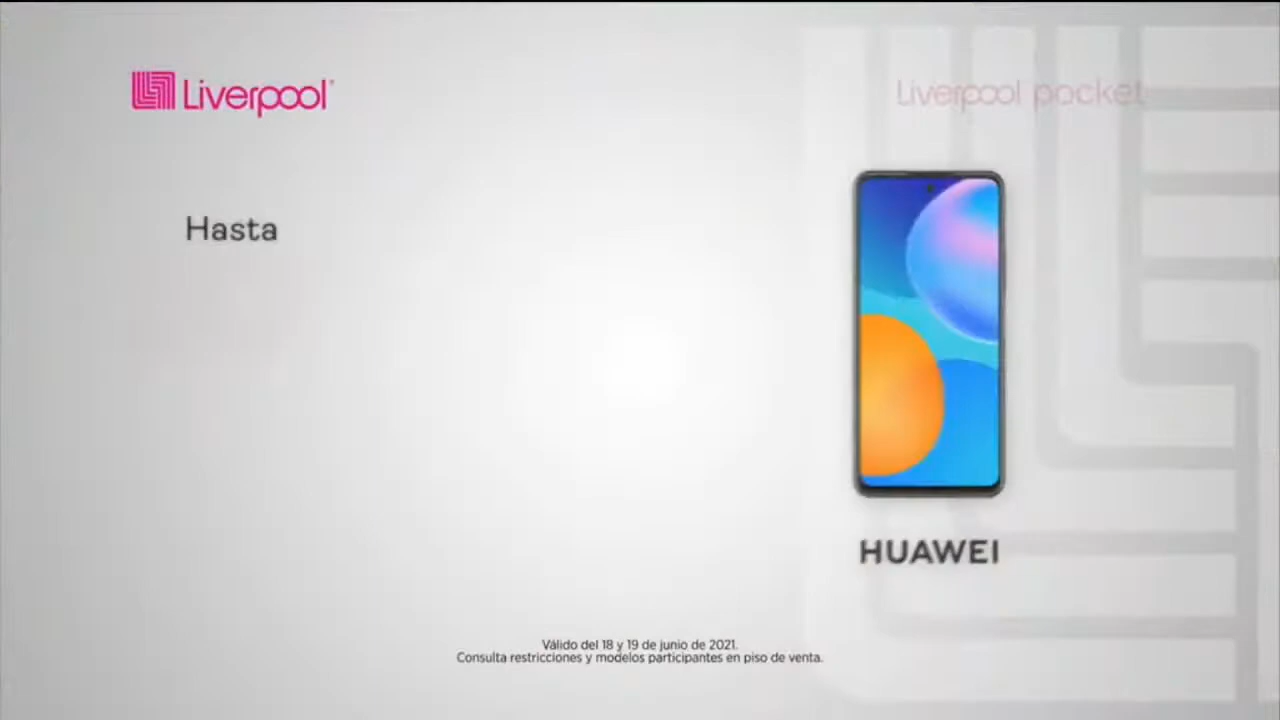 Liverpool
Liverpool pocket
Hasta
HUAWEI
Válido del 18 y 19 de junio de 2021.
Consulta restricciones y modelos participantes en piso de venta.